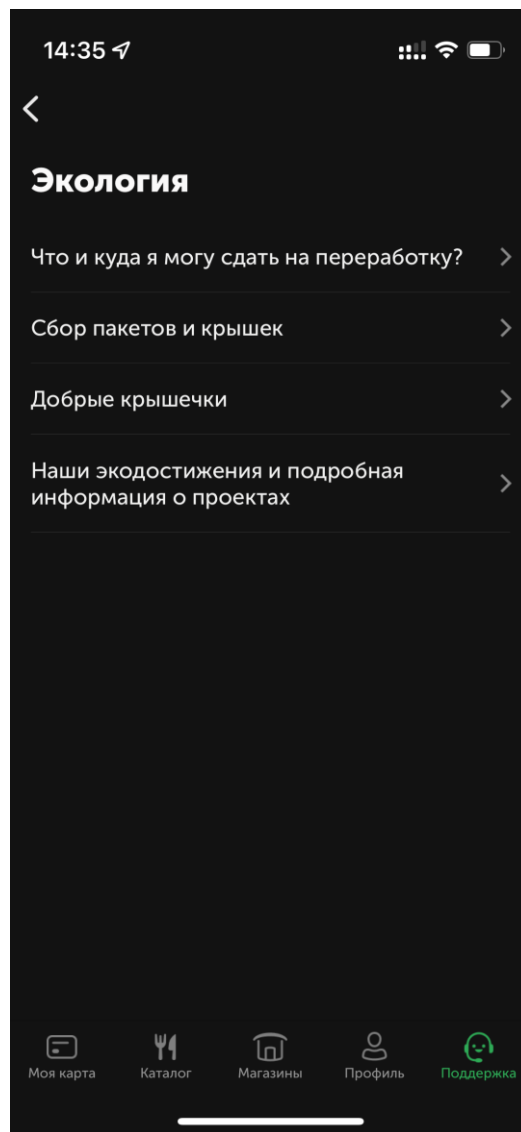 14:35
Экология
Что и куда я могу сдать на переработку?
Сбор пакетов и крышек
Добрые крышечки
Наши экодостижения и подробная
информация о проектах
Моя карта
Каталог
Магазины
Профиль
Поддержка